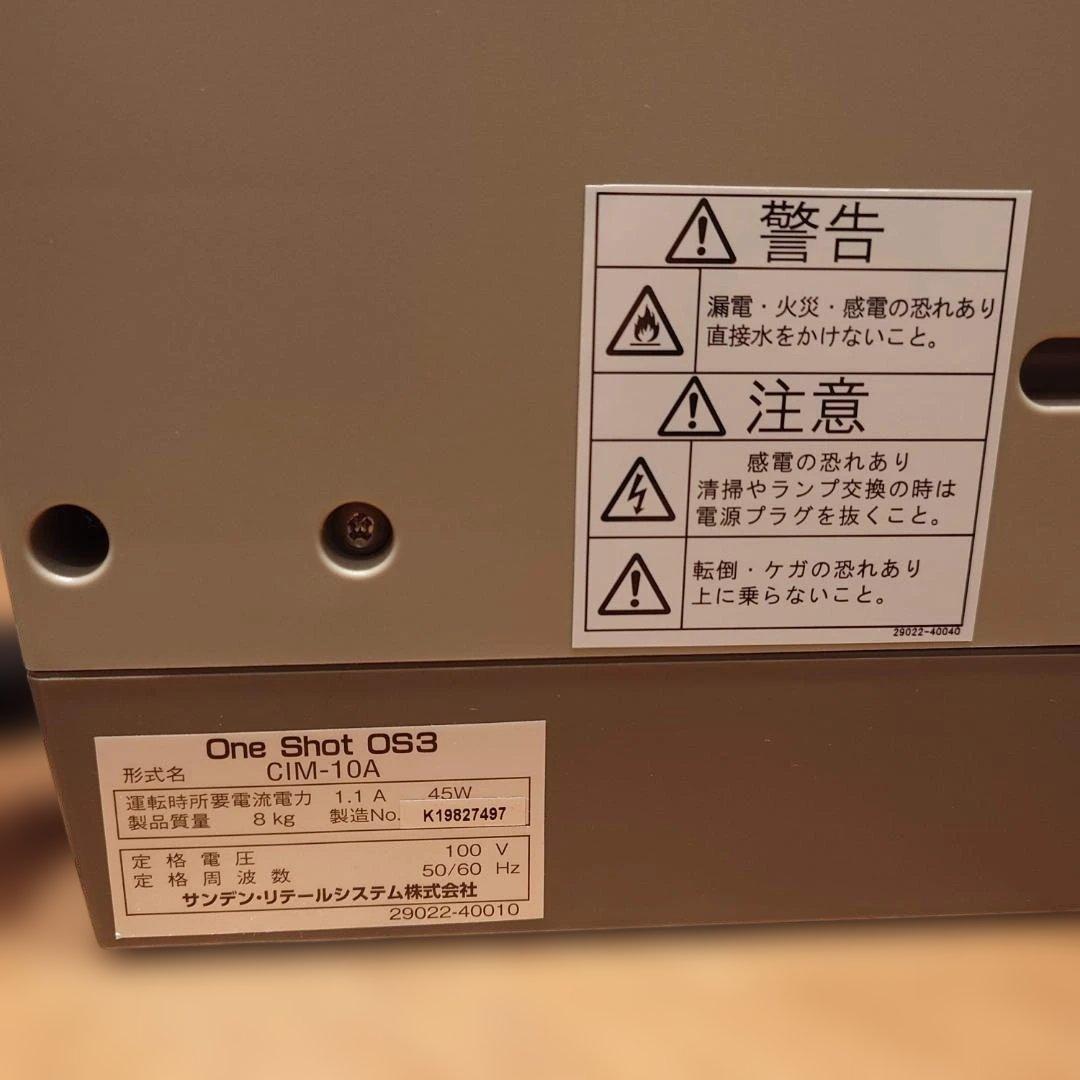 警告
漏電・火災・感電の恐れあり
直接水をかけないこと。
注意
感電の恐れあり
清掃やランプ交換の時は
電源プラグを抜くこと。
転倒・ケガの恐れあり
上に乗らないこと。
29022-40040
One Shot OS3
形式名 CIM-10A
運転時所要電流電力 1.1 A 45W
製品質量 8 kg 製造No. K19827497
定格電圧 100 V
定格周波数 50/60 Hz
サンデン・リテールシステム株式会社
29022-40010